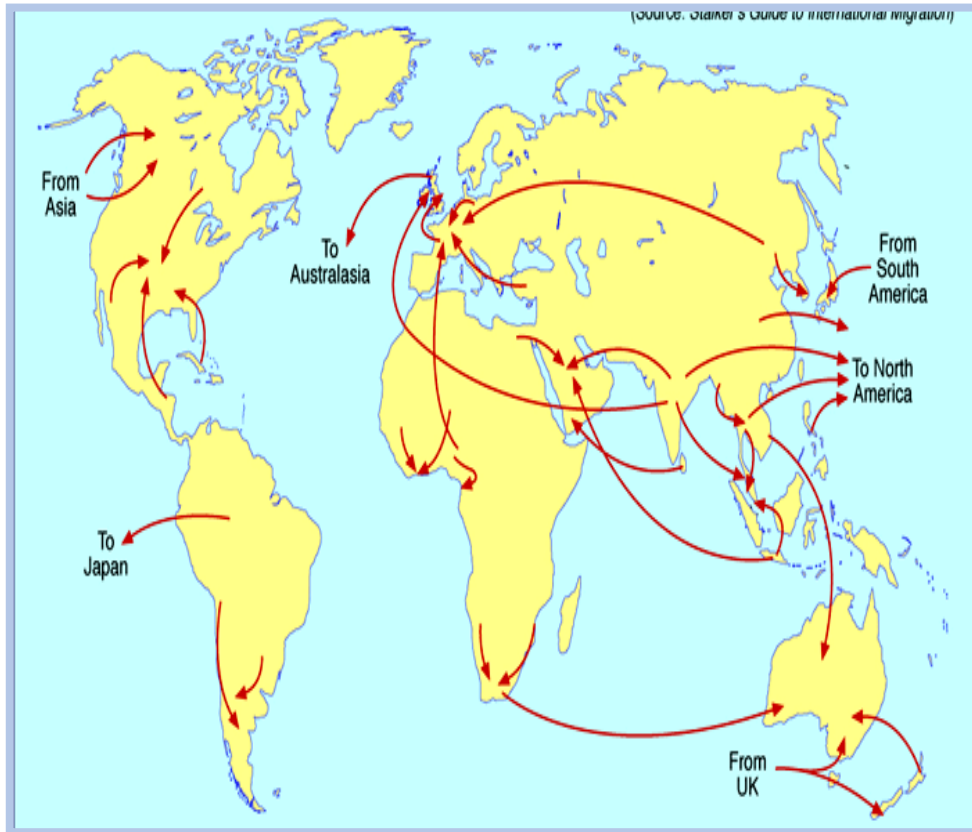 (Source: Stalker's Guide to International Migration)
From
Asia
To
Australasia
From
South
America
To North
America
To
Japan
From
UK